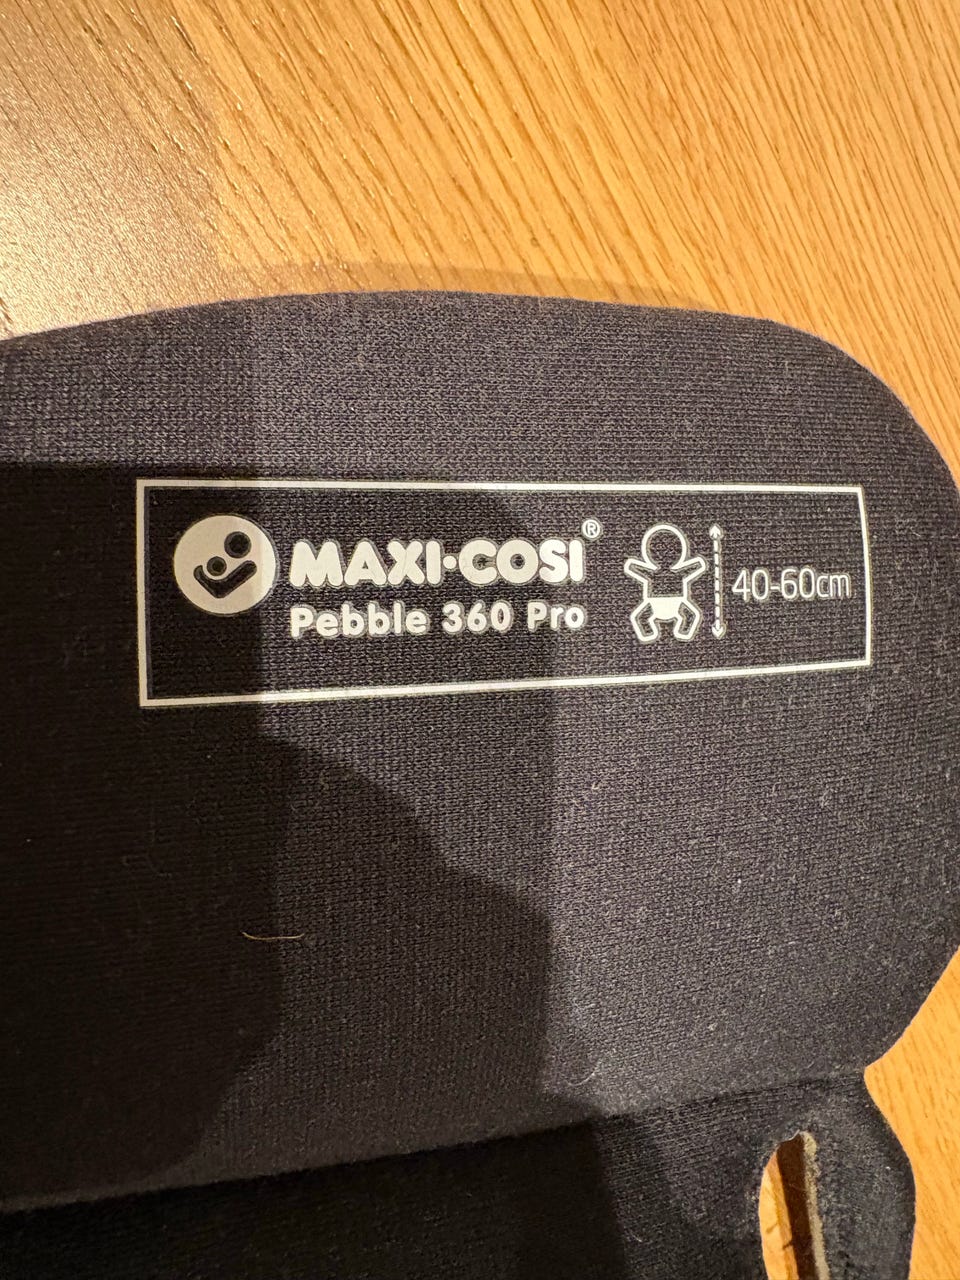 MAXI·COSI®
Pebble 360 Pro
40-60cm